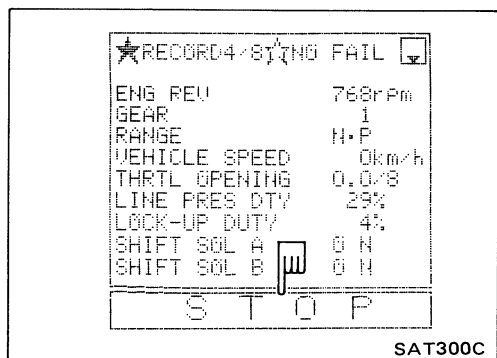 ★RECORD4/8☆NO FAIL
ENG REV 768rpm
GEAR 1
RANGE N·P
VEHICLE SPEED 0km/h
THRTL OPENING 0.0/8
LINE PRES DTY 29%
LOCK-UP DUTY 4%
SHIFT SOL A ON
SHIFT SOL B ON
STOP
SAT300C